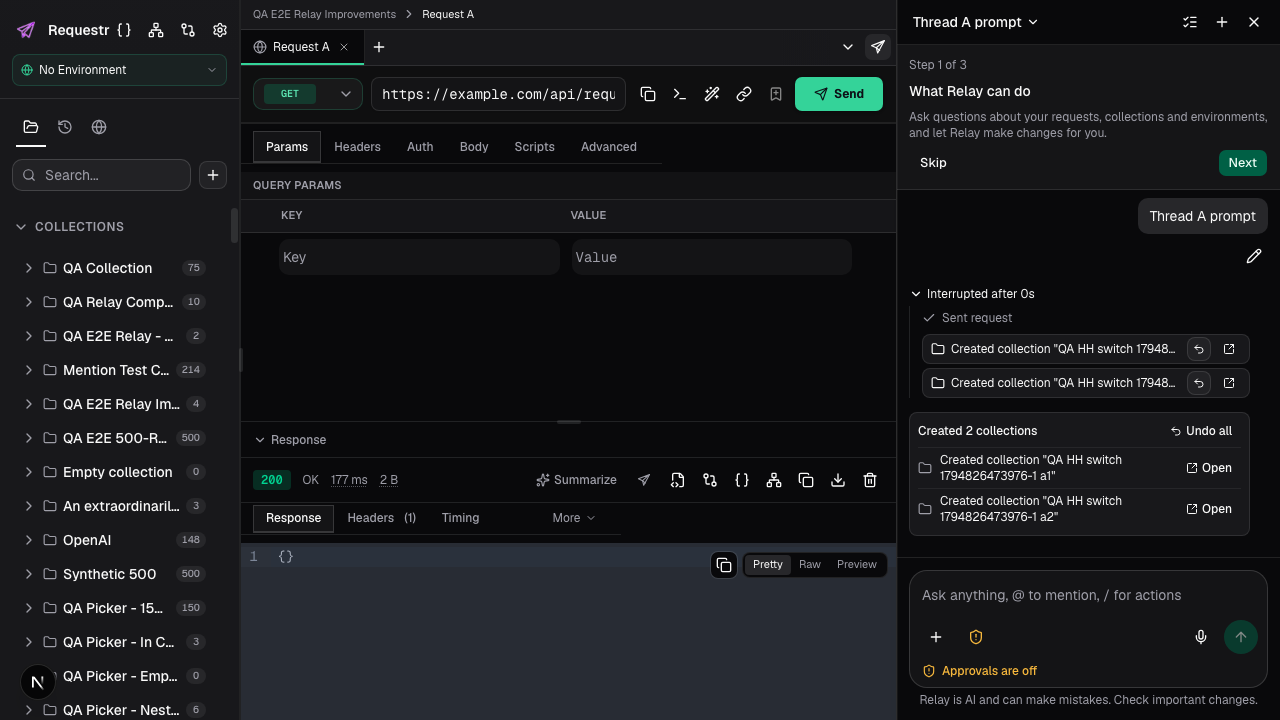 Requestr
No Environment
Search...
COLLECTIONS
QA Collection 75
QA Relay Comp... 10
QA E2E Relay - ... 2
Mention Test C... 214
QA E2E Relay Im... 4
QA E2E 500-R... 500
Empty collection 0
An extraordinaril... 3
OpenAI 148
Synthetic 500 500
QA Picker - 15... 150
QA Picker - In C... 3
QA Picker - Emp... 0
QA Picker - Nest... 6
N
QA E2E Relay Improvements > Request A
Request A
GET https://example.com/api/requ Send
Params Headers Auth Body Scripts Advanced
QUERY PARAMS
KEY VALUE
Key Value
Response
200 OK 177 ms 2 B Summarize
Response Headers (1) Timing More
1 {}
Pretty Raw Preview
Thread A prompt
Step 1 of 3
What Relay can do
Ask questions about your requests, collections and environments,
and let Relay make changes for you.
Skip Next
Thread A prompt
Interrupted after 0s
Sent request
Created collection "QA HH switch 17948...
Created collection "QA HH switch 17948...
Created 2 collections Undo all
Created collection "QA HH switch
1794826473976-1 a1" Open
Created collection "QA HH switch
1794826473976-1 a2" Open
Ask anything, @ to mention, / for actions
Approvals are off
Relay is AI and can make mistakes. Check important changes.